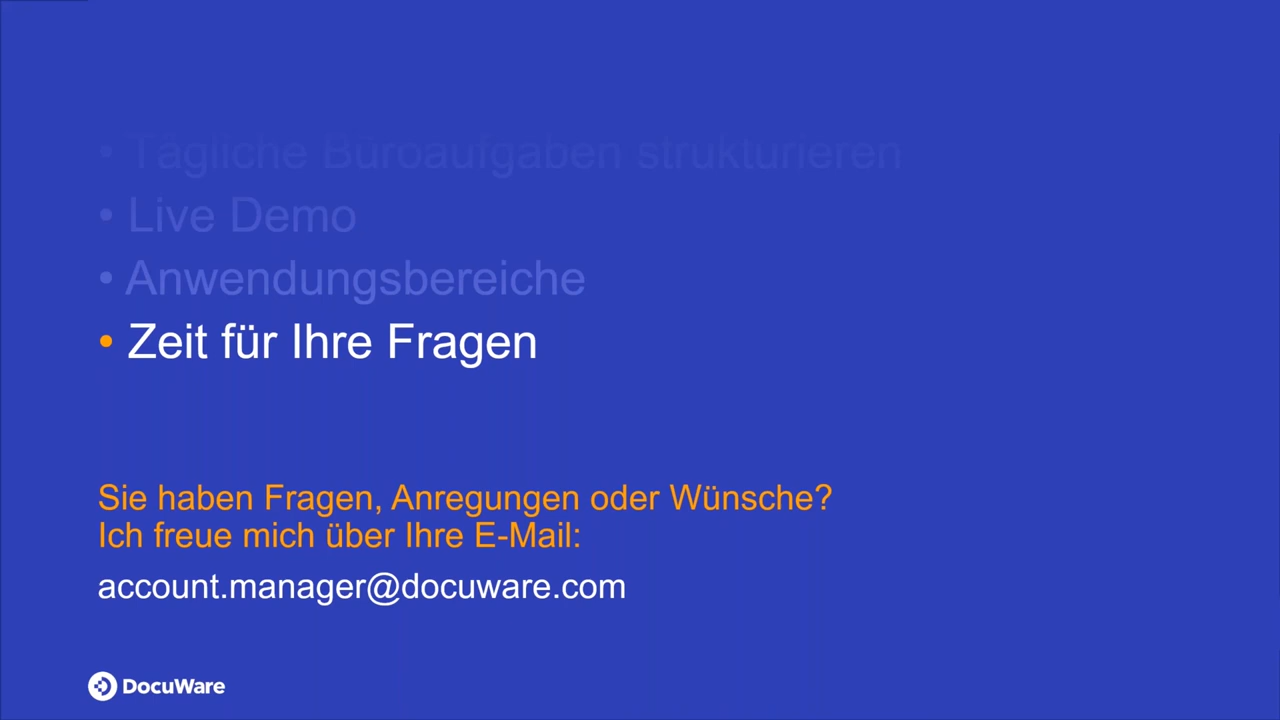 • Tägliche Büroaufgaben strukturieren
• Live Demo
• Anwendungsbereiche
• Zeit für Ihre Fragen
Sie haben Fragen, Anregungen oder Wünsche?
Ich freue mich über Ihre E-Mail:
account.manager@docuware.com
DocuWare